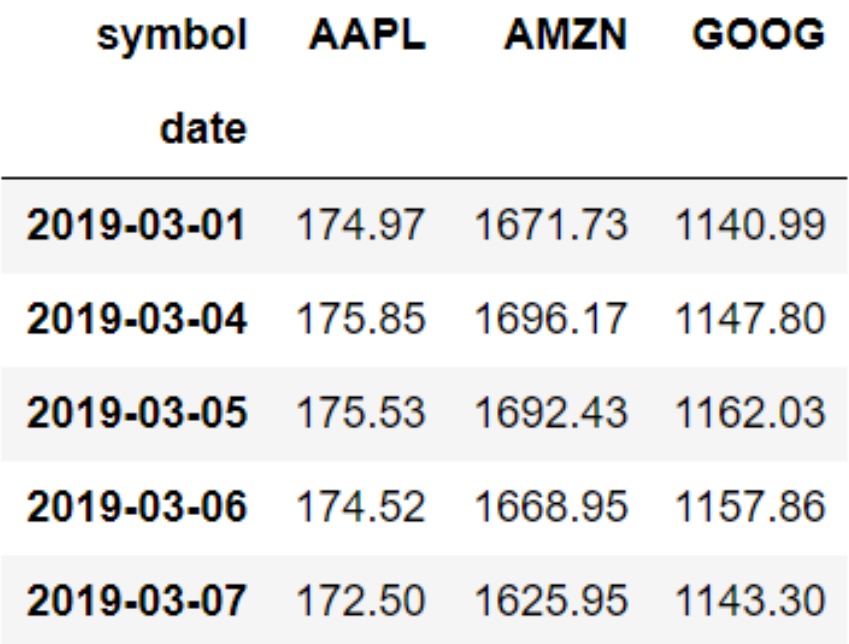 symbol AAPL AMZN GOOG
date
2019-03-01 174.97 1671.73 1140.99
2019-03-04 175.85 1696.17 1147.80
2019-03-05 175.53 1692.43 1162.03
2019-03-06 174.52 1668.95 1157.86
2019-03-07 172.50 1625.95 1143.30